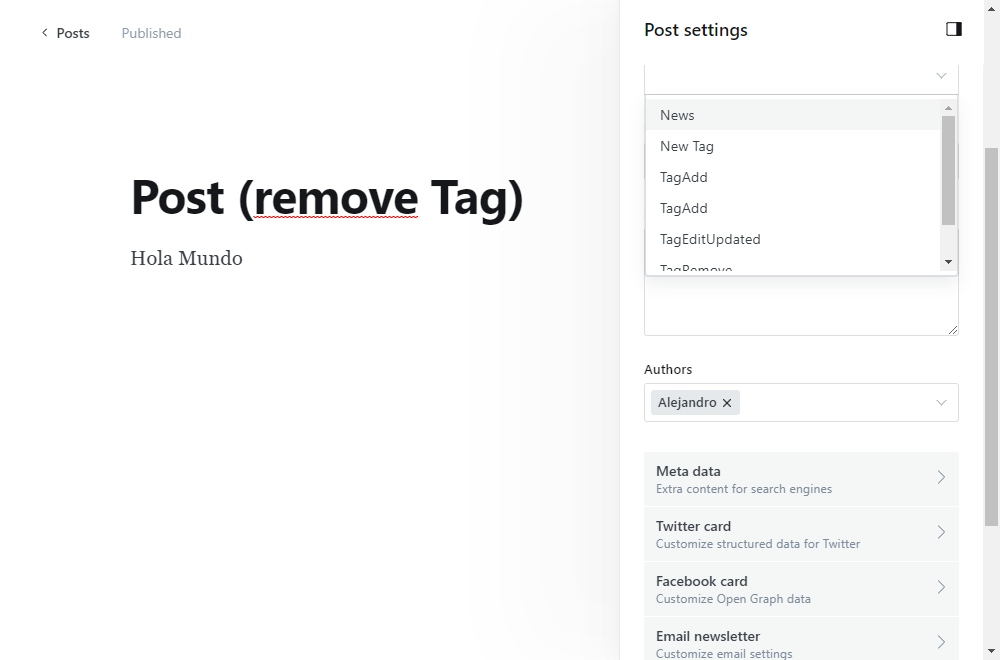 Posts
Published
Post settings
News
New Tag
TagAdd
TagAdd
TagEditUpdated
TagRemove
Post (remove Tag)
Hola Mundo
Authors
Alejandro
Meta data
Extra content for search engines
Twitter card
Customize structured data for Twitter
Facebook card
Customize Open Graph data
Email newsletter
Customize email settings